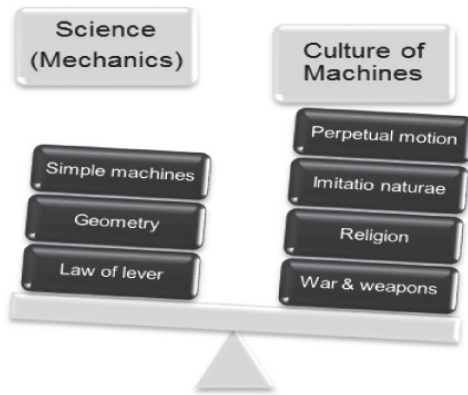 Science
(Mechanics)
Culture of
Machines
Simple machines
Geometry
Law of lever
Perpetual motion
Imitatio naturae
Religion
War & weapons